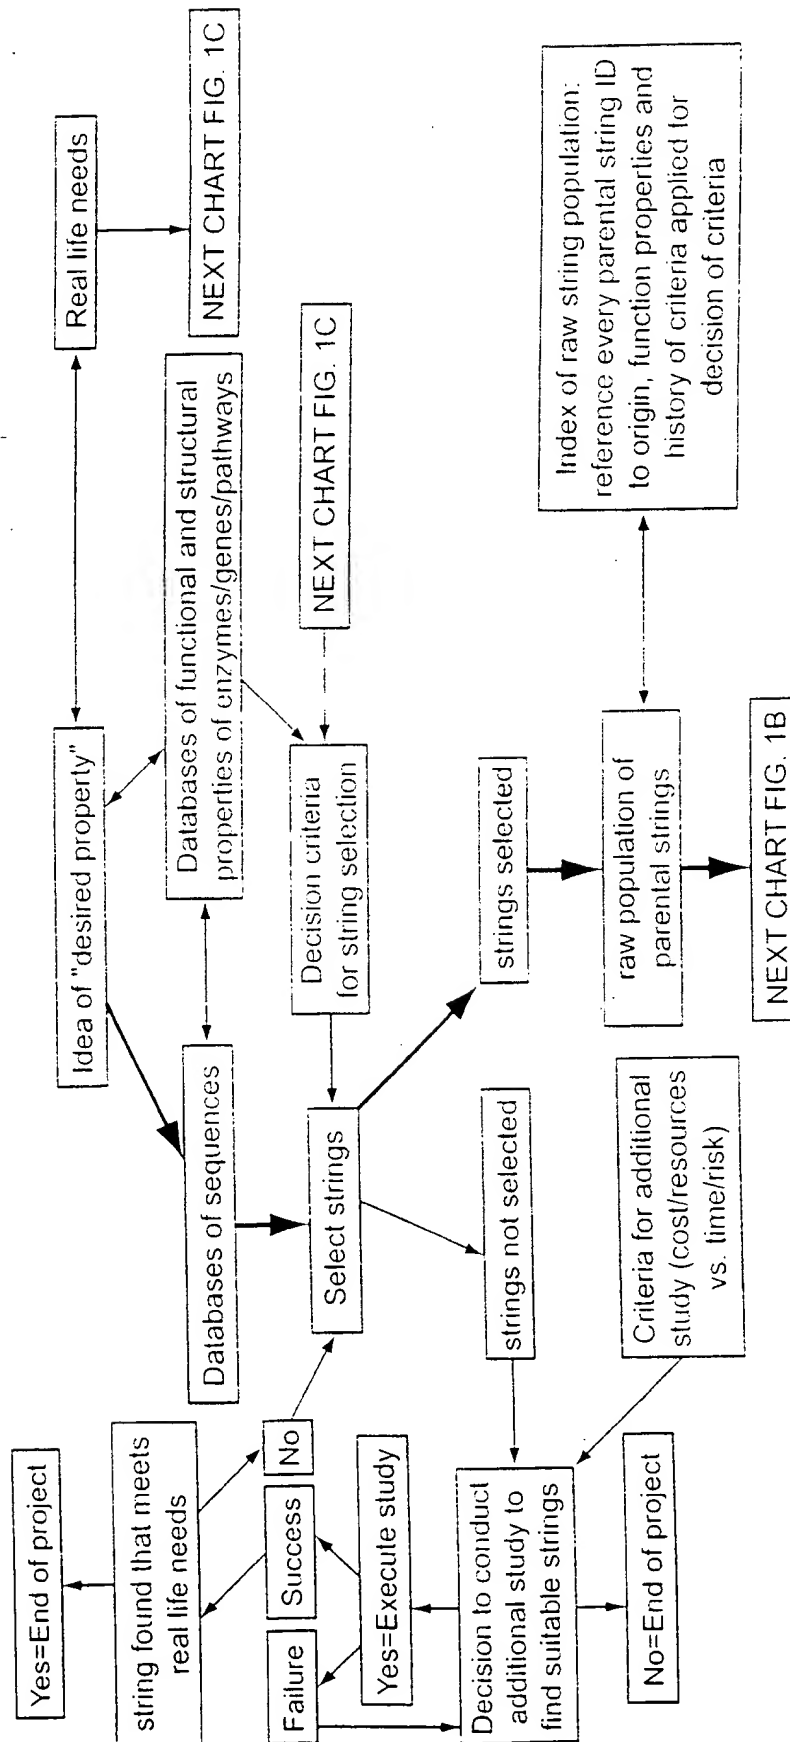 Yes=End of project
string found that meets
real life needs
Failure
Success
No
Yes=Execute study
Decision to conduct
additional study to
find suitable strings
No=End of project
Idea of "desired property"
Real life needs
NEXT CHART FIG. 1C
Databases of sequences
Databases of functional and structural
properties of enzymes/genes/pathways
Select strings
Decision criteria
for string selection
NEXT CHART FIG. 1C
strings not selected
strings selected
Criteria for additional
study (cost/resources
vs. time/risk)
raw population of
parental strings
Index of raw string population:
reference every parental string ID
to origin, function properties and
history of criteria applied for
decision of criteria
NEXT CHART FIG. 1B